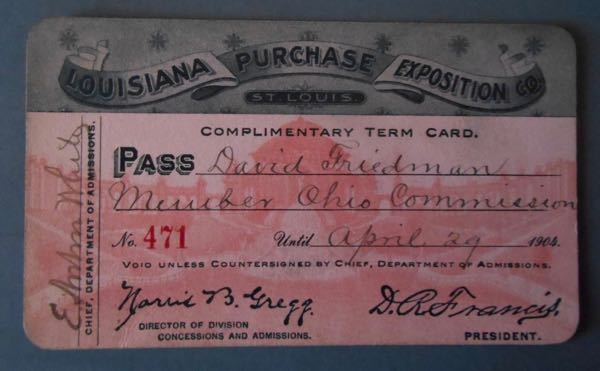 LOUISIANA PURCHASE EXPOSITION CO.
ST. LOUIS.
COMPLIMENTARY TERM CARD.
PASS David Friedman
Member Ohio Commission
No. 471 Until April 29 1904.
VOID UNLESS COUNTERSIGNED BY CHIEF, DEPARTMENT OF ADMISSIONS.
Norris B. Gregg. D. R. Francis.
DIRECTOR OF DIVISION
CONCESSIONS AND ADMISSIONS. PRESIDENT.
E. White
CHIEF, DEPARTMENT OF ADMISSIONS.